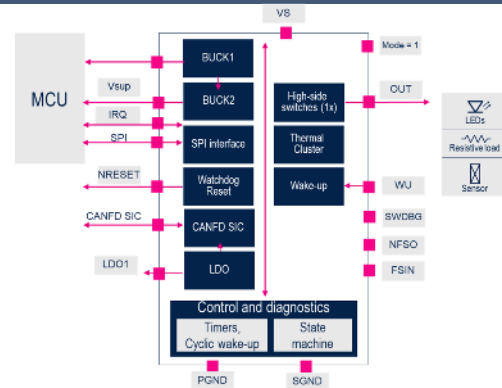 VS
Mode = 1
MCU
BUCK1
Vsup
BUCK2
IRQ
SPI
SPI interface
NRESET
Watchdog
Reset
CANFD SIC
CANFD SIC
LDO1
LDO
High-side
switches (1x)
Thermal
Cluster
Wake-up
OUT
LEDs
Resistive load
Sensor
WU
SWDBG
NFSO
FSIN
Control and diagnostics
Timers,
Cyclic wake-up
State
machine
PGND
SGND